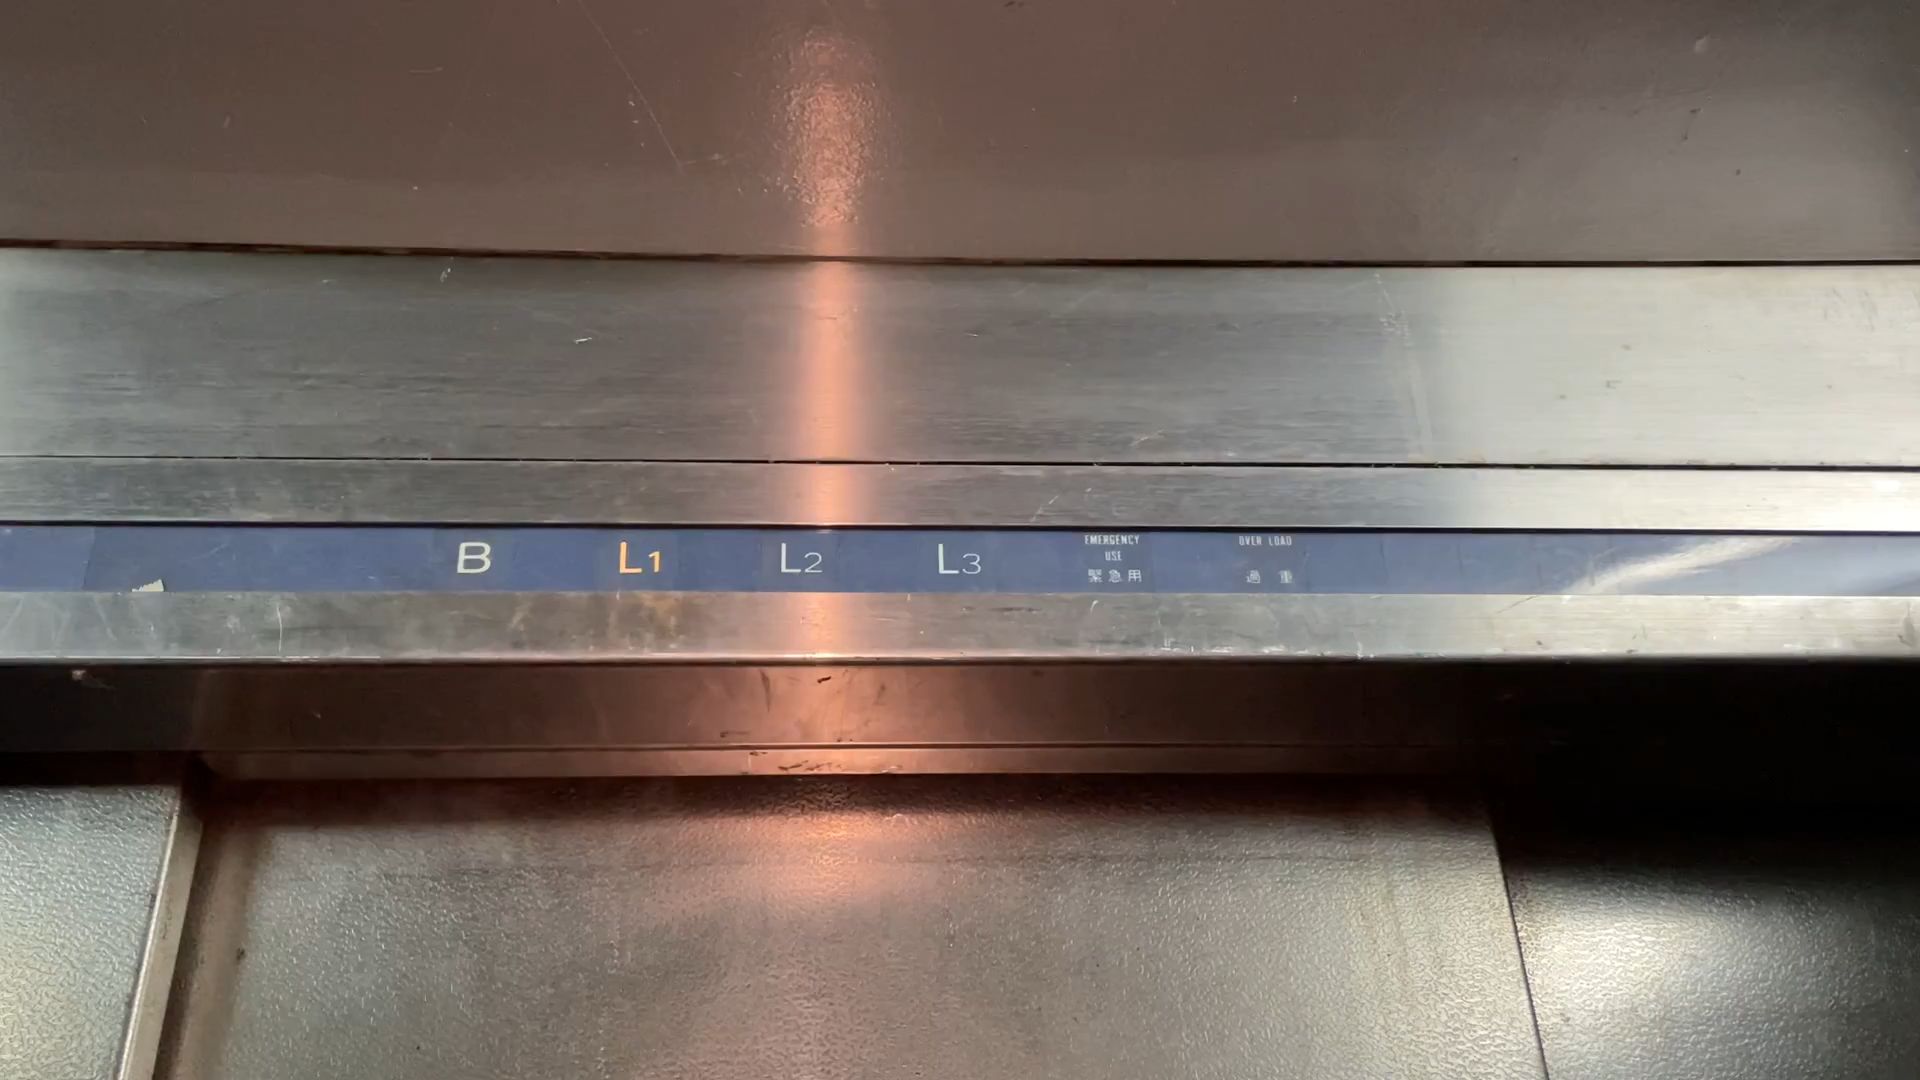 B L1 L2 L3
EMERGENCY
USE
緊急用
OVER LOAD
過重